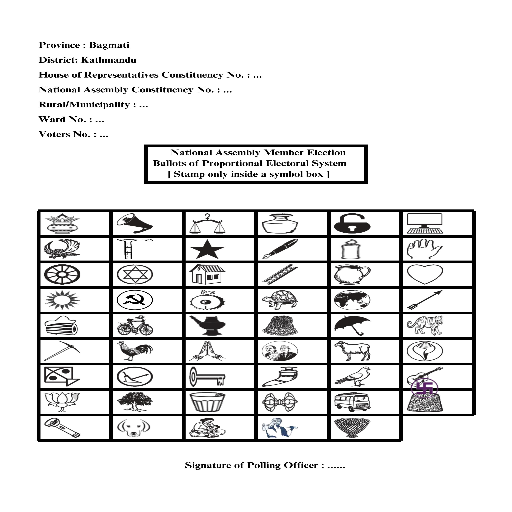 Province : Bagmati
District: Kathmandu
House of Representatives Constituency No. : ...
National Assembly Constituency No. : ...
Rural/Municipality : ...
Ward No. : ...
Voters No. : ...
National Assembly Member Election
Ballots of Proportional Electoral System
[ Stamp only inside a symbol box ]
Signature of Polling Officer : ......